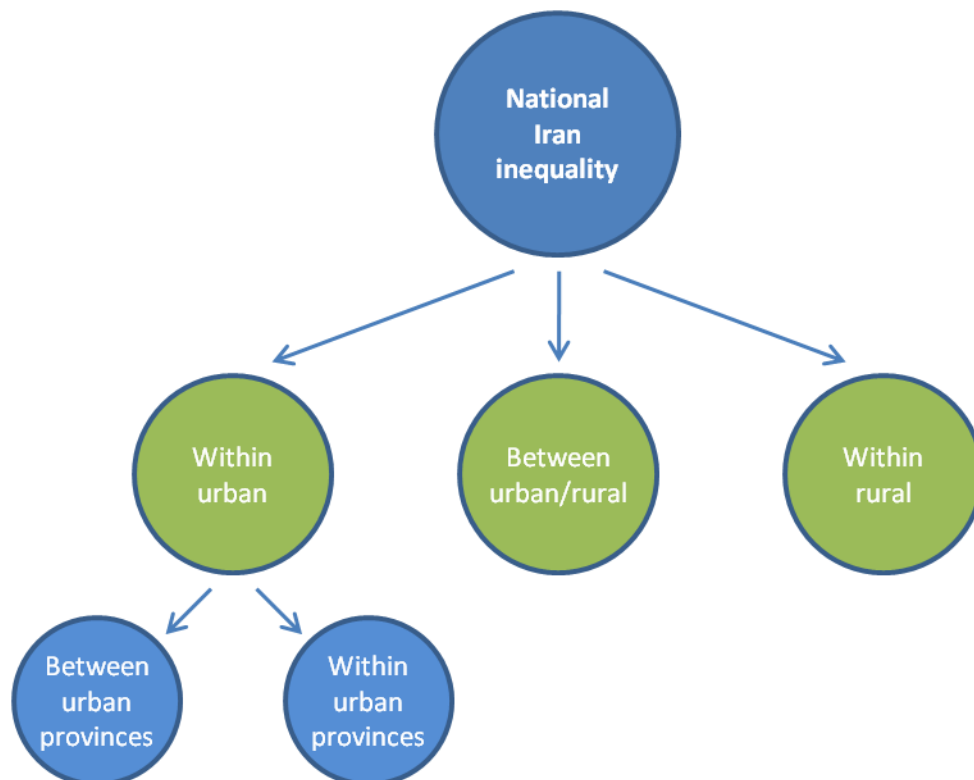 National
Iran
inequality
Within
urban
Between
urban/rural
Within
rural
Between
urban
provinces
Within
urban
provinces